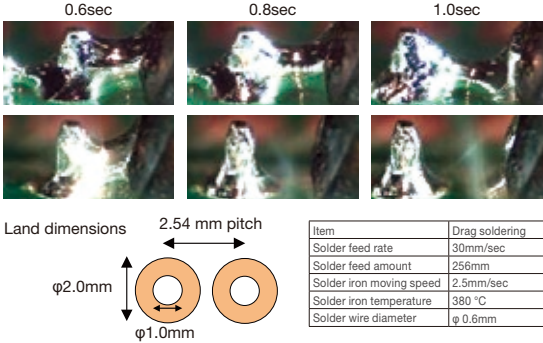 0.6sec 0.8sec 1.0sec
Land dimensions
2.54 mm pitch
φ2.0mm
φ1.0mm
Item Drag soldering
Solder feed rate 30mm/sec
Solder feed amount 256mm
Solder iron moving speed 2.5mm/sec
Solder iron temperature 380 °C
Solder wire diameter φ 0.6mm